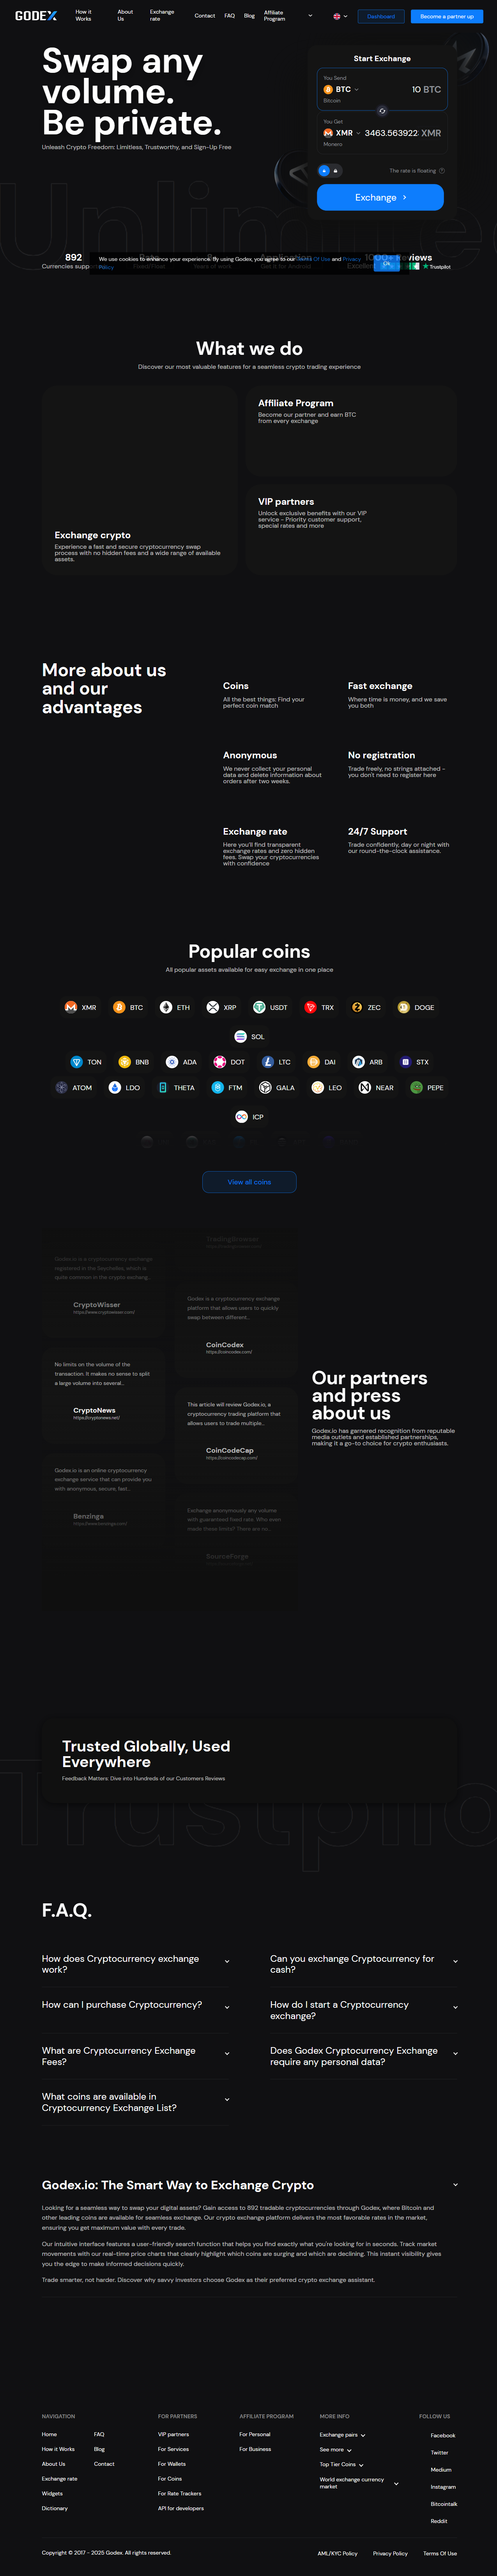 GODEX
How it Works
About Us
Exchange rate
Contact
FAQ
Blog
Affiliate Program
Dashboard
Become a partner up
Swap any
volume.
Be private.
Unleash Crypto Freedom: Limitless, Trustworthy, and Sign-Up Free
Start Exchange
You Send
BTC
10 BTC
Bitcoin
You Get
XMR
3463.563922 XMR
Monero
The rate is floating
Exchange
892
Currencies supported
1000+ Reviews
Excellent
Trustpilot
We use cookies to enhance your experience. By using Godex, you agree to our Terms Of Use and Privacy
Policy
Ok
What we do
Discover our most valuable features for a seamless crypto trading experience
Affiliate Program
Become our partner and earn BTC
from every exchange
VIP partners
Unlock exclusive benefits with our VIP
service - Priority customer support,
special rates and more
Exchange crypto
Experience a fast and secure cryptocurrency swap
process with no hidden fees and a wide range of available
assets.
More about us
and our
advantages
Coins
All the best things: Find your
perfect coin match
Fast exchange
Where time is money, and we save
you both
Anonymous
We never collect your personal
data and delete information about
orders after two weeks.
No registration
Trade freely, no strings attached -
you don't need to register here
Exchange rate
Here you'll find transparent
exchange rates and zero hidden
fees. Swap your cryptocurrencies
with confidence
24/7 Support
Trade confidently, day or night with
our round-the-clock assistance.
Popular coins
All popular assets available for easy exchange in one place
XMR BTC ETH XRP USDT TRX ZEC DOGE
SOL
TON BNB ADA DOT LTC DAI ARB STX
ATOM LDO THETA FTM GALA LEO NEAR PEPE
ICP
View all coins
Godex.io is a cryptocurrency exchange
registered in the Seychelles, which is
quite common in the crypto exchang...
CryptoWisser
https://www.cryptowisser.com/
No limits on the volume of the
transaction. It makes no sense to split
a large volume into several...
CryptoNews
https://cryptonews.net/
Godex.io is an online cryptocurrency
exchange service that can provide you
with anonymous, secure, fast...
Benzinga
https://www.benzinga.com/
TradingBrowser
Godex is a cryptocurrency exchange
platform that allows users to quickly
swap between different...
CoinCodex
https://coincodex.com/
This article will review Godex.io, a
cryptocurrency trading platform that
allows users to trade multiple...
CoinCodeCap
https://coincodecap.com/
Exchange anonymously any volume
with guaranteed fixed rate. Who even
made these limits? There are no...
SourceForge
Our partners
and press
about us
Godex.io has garnered recognition from reputable
media outlets and established partnerships,
making it a go-to choice for crypto enthusiasts.
Trustpilot
Trusted Globally, Used
Everywhere
Feedback Matters: Dive into Hundreds of our Customers Reviews
F.A.Q.
How does Cryptocurrency exchange
work?
Can you exchange Cryptocurrency for
cash?
How can I purchase Cryptocurrency?
How do I start a Cryptocurrency
exchange?
What are Cryptocurrency Exchange
Fees?
Does Godex Cryptocurrency Exchange
require any personal data?
What coins are available in
Cryptocurrency Exchange List?
Godex.io: The Smart Way to Exchange Crypto
Looking for a seamless way to swap your digital assets? Gain access to 892 tradable cryptocurrencies through Godex, where Bitcoin and
other leading coins are available for seamless exchange. Our crypto exchange platform delivers the most favorable rates in the market,
ensuring you get maximum value with every trade.
Our intuitive interface features a user-friendly search function that helps you find exactly what you're looking for in seconds. Track market
movements with our real-time price charts that clearly highlight which coins are surging and which are declining. This instant visibility gives
you the edge to make informed decisions quickly.
Trade smarter, not harder. Discover why savvy investors choose Godex as their preferred crypto exchange assistant.
NAVIGATION
Home
How it Works
About Us
Exchange rate
Widgets
Dictionary
FAQ
Blog
Contact
FOR PARTNERS
VIP partners
For Services
For Wallets
For Coins
For Rate Trackers
API for developers
AFFILIATE PROGRAM
For Personal
For Business
MORE INFO
Exchange pairs
See more
Top Tier Coins
World exchange currency
market
FOLLOW US
Facebook
Twitter
Medium
Instagram
Bitcointalk
Reddit
Copyright © 2017 - 2025 Godex. All rights reserved.
AML/KYC Policy
Privacy Policy
Terms Of Use